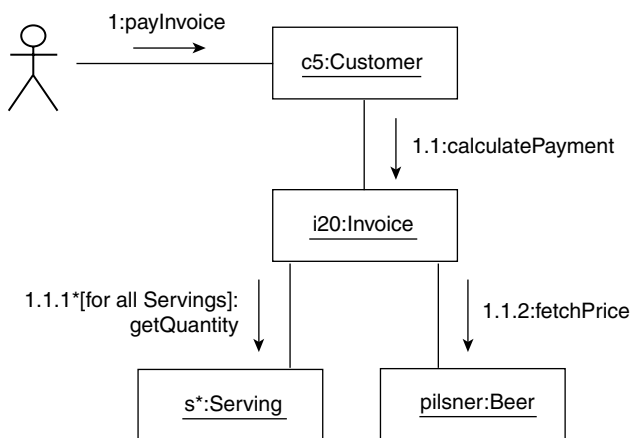 1:payInvoice
c5:Customer
1.1:calculatePayment
i20:Invoice
1.1.1*[for all Servings]:
getQuantity
1.1.2:fetchPrice
s*:Serving
pilsner:Beer